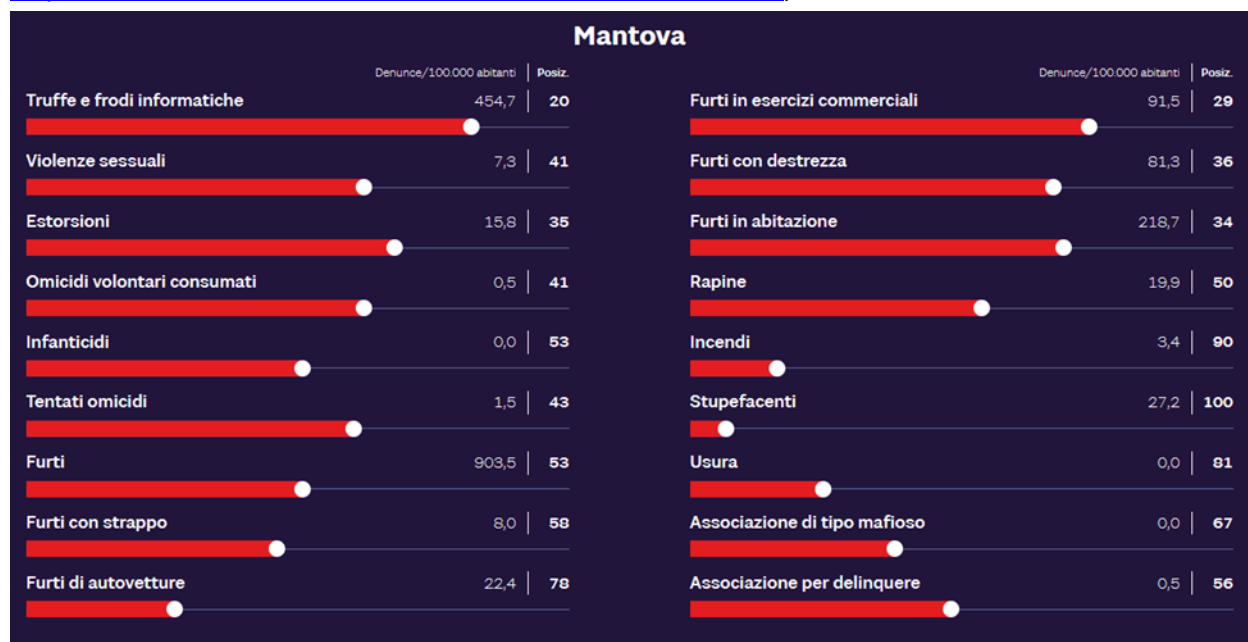 Mantova
Denunce/100.000 abitanti Posiz.
Truffe e frodi informatiche 454,7 20
Violenze sessuali 7,3 41
Estorsioni 15,8 35
Omicidi volontari consumati 0,5 41
Infanticidi 0,0 53
Tentati omicidi 1,5 43
Furti 903,5 53
Furti con strappo 8,0 58
Furti di autovetture 22,4 78
Denunce/100.000 abitanti Posiz.
Furti in esercizi commerciali 91,5 29
Furti con destrezza 81,3 36
Furti in abitazione 218,7 34
Rapine 19,9 50
Incendi 3,4 90
Stupefacenti 27,2 100
Usura 0,0 81
Associazione di tipo mafioso 0,0 67
Associazione per delinquere 0,5 56